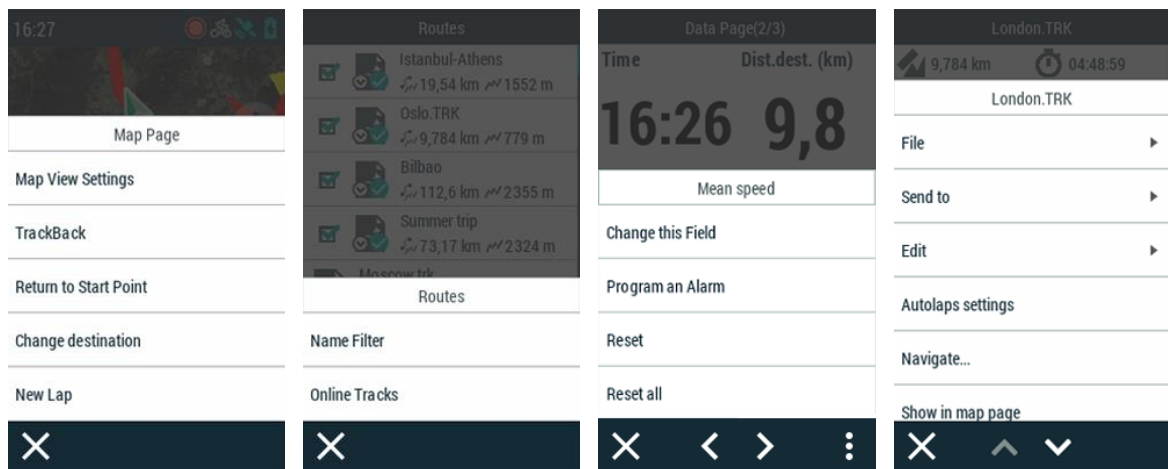 16:27
Map Page
Map View Settings
TrackBack
Return to Start Point
Change destination
New Lap
Routes
Istanbul-Athens
19,54 km 1552 m
Oslo.TRK
9,784 km 779 m
Bilbao
112,6 km 2355 m
Summer trip
73,17 km 2324 m
Moscow trk
Routes
Name Filter
Online Tracks
Data Page(2/3)
Time Dist.dest. (km)
16:26 9,8
Mean speed
Change this Field
Program an Alarm
Reset
Reset all
London.TRK
9,784 km 04:48:59
London.TRK
File
Send to
Edit
Autolaps settings
Navigate...
Show in map page